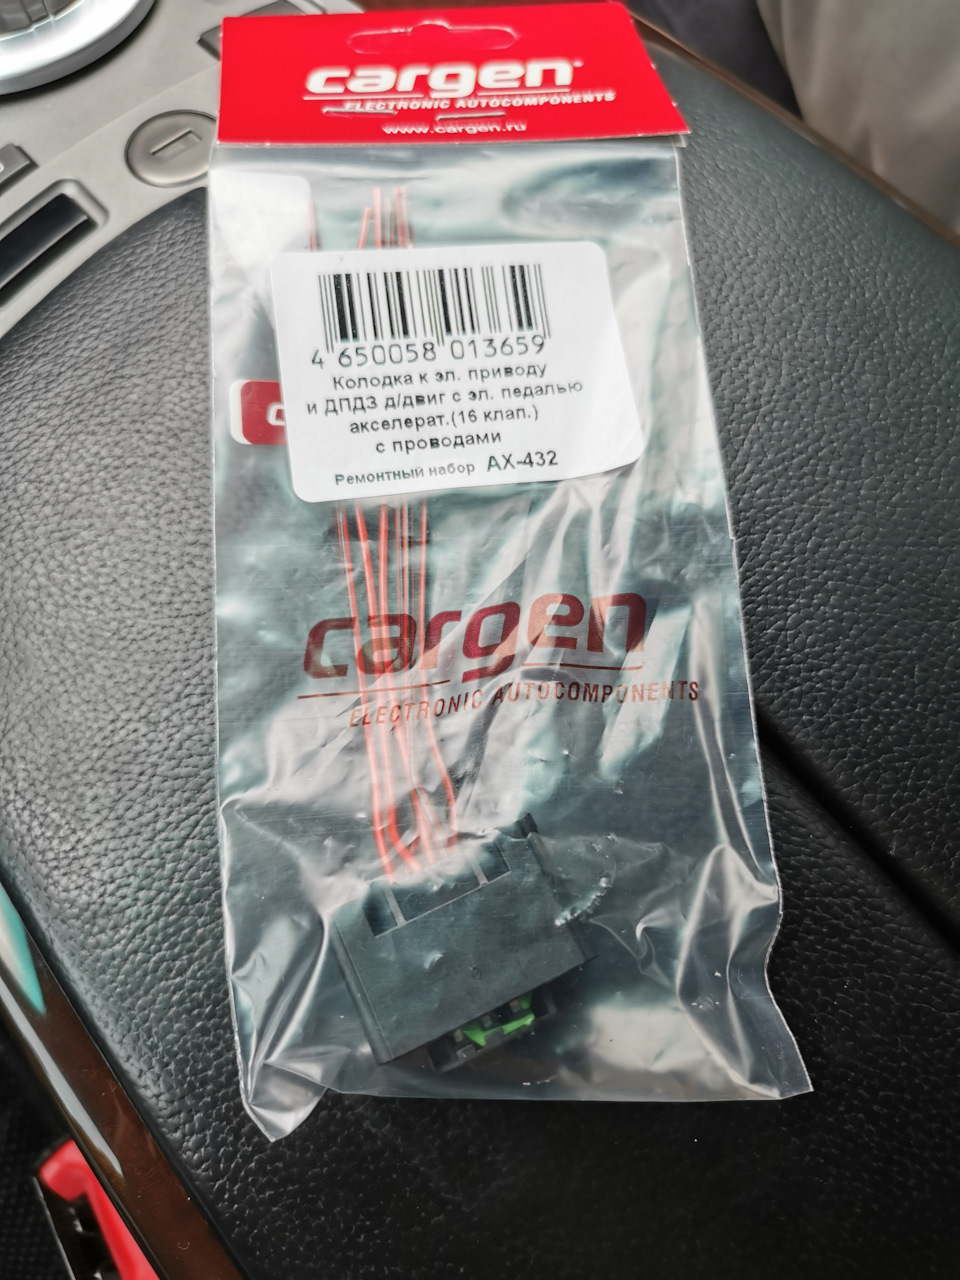 cargen
ELECTRONIC AUTOCOMPONENTS
www.cargen.ru
4 650058 013659
Колодка к эл. приводу
и ДПДЗ д/двиг с эл. педалью
акселерат.(16 клап.)
с проводами
Ремонтный набор AX-432
cargen
ELECTRONIC AUTOCOMPONENTS